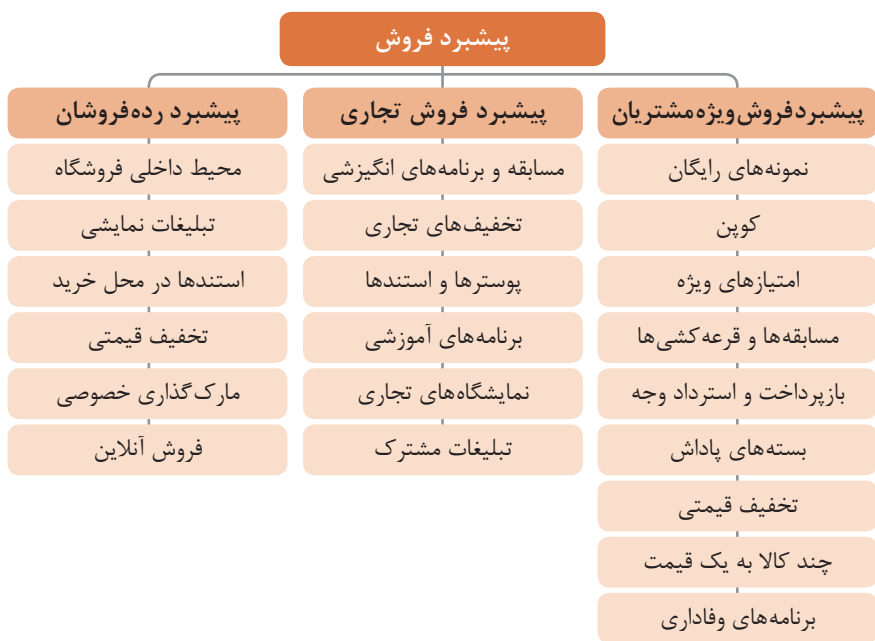 پیشبرد فروش
پیشبردفروش‌ویژه‌مشتریان
نمونه‌های رایگان
کوپن
امتیازهای ویژه
مسابقه‌ها و قرعه‌کشی‌ها
بازپرداخت و استرداد وجه
بسته‌های پاداش
تخفیف قیمتی
چند کالا به یک قیمت
برنامه‌های وفاداری
پیشبرد فروش تجاری
مسابقه و برنامه‌های انگیزشی
تخفیف‌های تجاری
پوسترها و استندها
برنامه‌های آموزشی
نمایشگاه‌های تجاری
تبلیغات مشترک
پیشبرد رده‌فروشان
محیط داخلی فروشگاه
تبلیغات نمایشی
استندها در محل خرید
تخفیف قیمتی
مارک‌گذاری خصوصی
فروش آنلاین